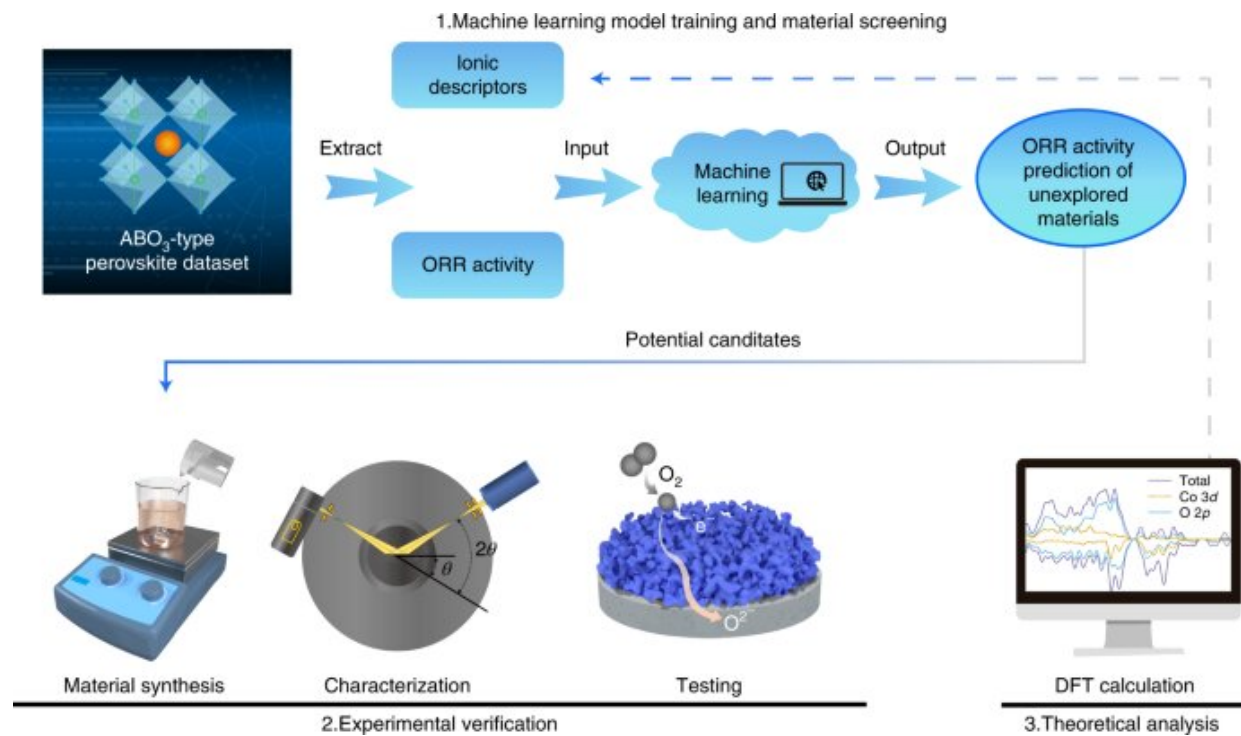 1.Machine learning model training and material screening
Ionic
descriptors
Extract
Input
Machine
learning
Output
ORR activity
prediction of
unexplored
materials
ABO₃-type
perovskite dataset
ORR activity
Potential canditates
O₂
e⁻
O²⁻
2θ
θ
Total
Co 3d
O 2p
Material synthesis
Characterization
Testing
DFT calculation
2.Experimental verification
3.Theoretical analysis